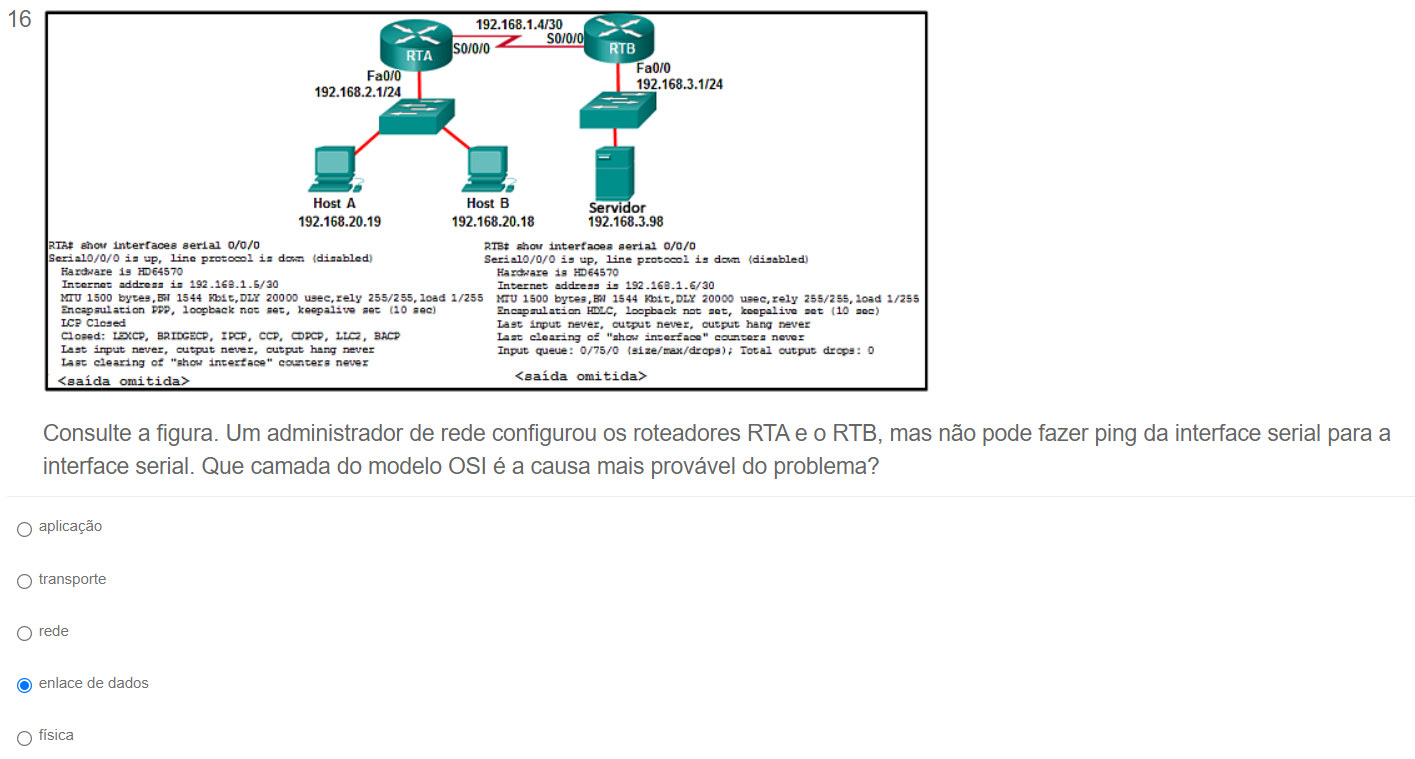 16
192.168.1.4/30
S0/0/0
S0/0/0
RTA
RTB
Fa0/0
192.168.2.1/24
Fa0/0
192.168.3.1/24
Host A
192.168.20.19
Host B
192.168.20.18
Servidor
192.168.3.98
RTA# show interfaces serial 0/0/0
Serial0/0/0 is up, line protocol is down (disabled)
Hardware is HD64570
Internet address is 192.168.1.5/30
MTU 1500 bytes,BW 1544 Kbit,DLY 20000 usec,rely 255/255,load 1/255
Encapsulation PPP, loopback not set, keepalive set (10 sec)
LCP Closed
Closed: LEXCP, BRIDGECP, IPCP, CCP, CDPCP, LLC2, BACP
Last input never, output never, output hang never
Last clearing of "show interface" counters never
<saída omitida>
RTB# show interfaces serial 0/0/0
Serial0/0/0 is up, line protocol is down (disabled)
Hardware is HD64570
Internet address is 192.168.1.6/30
MTU 1500 bytes,BW 1544 Kbit,DLY 20000 usec,rely 255/255,load 1/255
Encapsulation HDLC, loopback not set, keepalive set (10 sec)
Last input never, output never, output hang never
Last clearing of "show interface" counters never
Input queue: 0/75/0 (size/max/drops); Total output drops: 0
<saída omitida>
Consulte a figura. Um administrador de rede configurou os roteadores RTA e o RTB, mas não pode fazer ping da interface serial para a
interface serial. Que camada do modelo OSI é a causa mais provável do problema?
aplicação
transporte
rede
enlace de dados
física